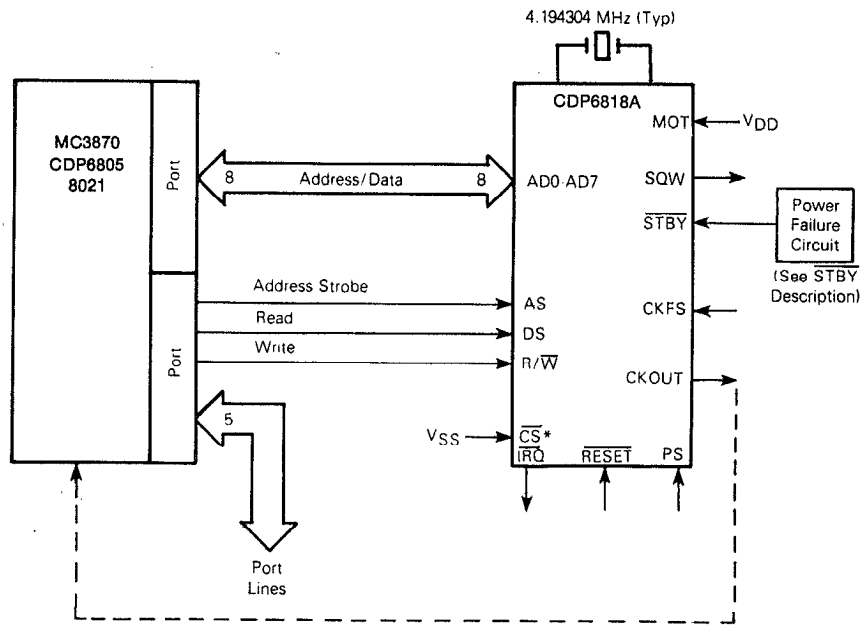 4.194304 MHz (Typ)
MC3870
CDP6805
8021
Port
Port
8 Address/Data 8
Address Strobe
Read
Write
5
Port
Lines
CDP6818A
MOT
VDD
AD0-AD7
SQW
STBY
Power
Failure
Circuit
(See STBY
Description)
AS
DS
R/W
CKFS
CKOUT
VSS
CS*
IRQ
RESET
PS